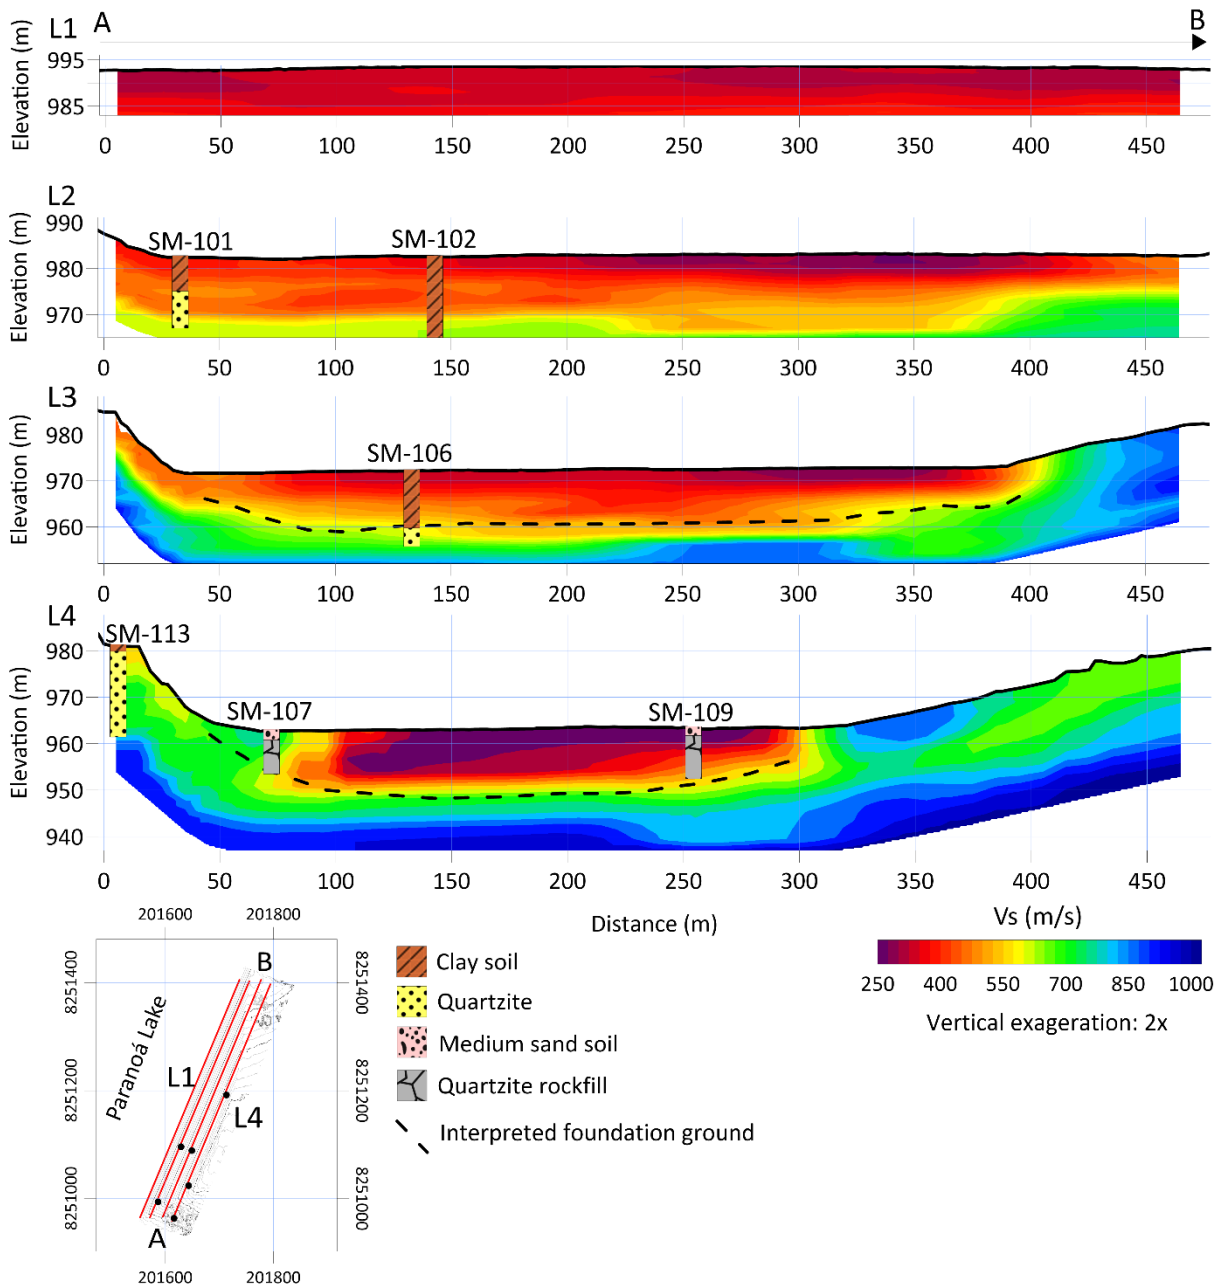 L1 A B
Elevation (m)
995
985
0 50 100 150 200 250 300 350 400 450
L2
Elevation (m)
990
980
970
SM-101 SM-102
0 50 100 150 200 250 300 350 400 450
L3
Elevation (m)
980
970
960
SM-106
0 50 100 150 200 250 300 350 400 450
L4
Elevation (m)
980
970
960
950
940
SM-113
SM-107 SM-109
0 50 100 150 200 250 300 350 400 450
Distance (m)
201600 201800
8251400
8251200
8251000
8251400
8251200
8251000
B
Paranoá Lake
L1
L4
A
201600 201800
Clay soil
Quartzite
Medium sand soil
Quartzite rockfill
Interpreted foundation ground
Vs (m/s)
250 400 550 700 850 1000
Vertical exageration: 2x